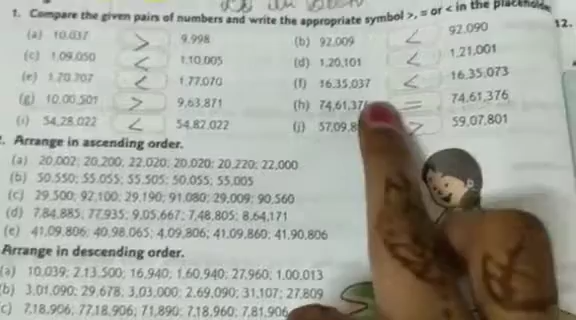 1. Compare the given pairs of numbers and write the appropriate symbol >, = or < in the placeholde
12.
(a) 10,037 > 9,998 (b) 92,009 < 92,090
(c) 1,09,050 < 1,10,005 (d) 1,20,101 < 1,21,001
(e) 1,70,707 < 1,77,070 (f) 16,35,037 < 16,35,073
(g) 10,00,501 > 9,63,871 (h) 74,61,37 = 74,61,376
(i) 54,28,022 < 54,82,022 (j) 57,09,8 > 59,07,801
. Arrange in ascending order.
(a) 20,002; 20,200; 22,020; 20,020; 20,220; 22,000
(b) 50,550; 55,055; 55,505; 50,055; 55,005
(c) 29,500; 92,100; 29,190; 91,080; 29,009; 90,560
(d) 7,84,885; 77,935; 9,05,667; 7,48,805; 8,64,171
(e) 41,09,806; 40,98,065; 4,09,806; 41,09,860; 41,90,806
Arrange in descending order.
(a) 10,039; 2,13,500; 16,940; 1,60,940; 27,960; 1,00,013
(b) 3,01,090; 29,678; 3,03,000; 2,69,090; 31,107; 27,809
(c) 7,18,906; 77,18,906; 71,890; 7,18,960; 7,81,906